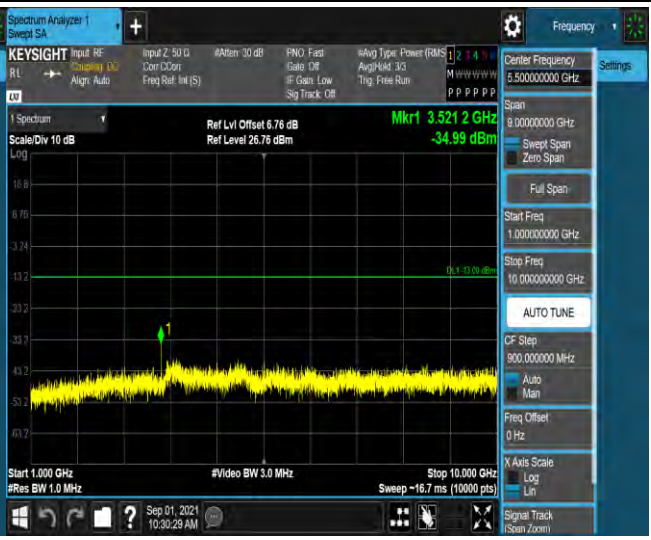 Spectrum Analyzer 1
Swept SA
+
Frequency
KEYSIGHT
Input: RF
Coupling: DC
Align: Auto
Input Z: 50 Ω
Corr CCorr
Freq Ref: Int (S)
#Atten: 30 dB
PNO: Fast
Gate: Off
IF Gain: Low
Sig Track: Off
#Avg Type: Power (RMS
Avg|Hold: 3/3
Trig: Free Run
1 2 3 4 5 6
M W W W W W
P P P P P P
RL
LXI
1 Spectrum
Scale/Div 10 dB
Log
Ref Lvl Offset 6.76 dB
Ref Level 26.76 dBm
Mkr1 3.521 2 GHz
-34.99 dBm
16.8
6.76
-3.24
-13.2
DL1 -13.00 dBm
-23.2
-33.2
-43.2
-53.2
-63.2
1
Start 1.000 GHz
#Res BW 1.0 MHz
#Video BW 3.0 MHz
Stop 10.000 GHz
Sweep ~16.7 ms (10000 pts)
Sep 01, 2021
10:30:29 AM
?
Center Frequency
5.500000000 GHz
Settings
Span
9.00000000 GHz
Swept Span
Zero Span
Full Span
Start Freq
1.000000000 GHz
Stop Freq
10.000000000 GHz
AUTO TUNE
CF Step
900.000000 MHz
Auto
Man
Freq Offset
0 Hz
X Axis Scale
Log
Lin
Signal Track
(Span Zoom)